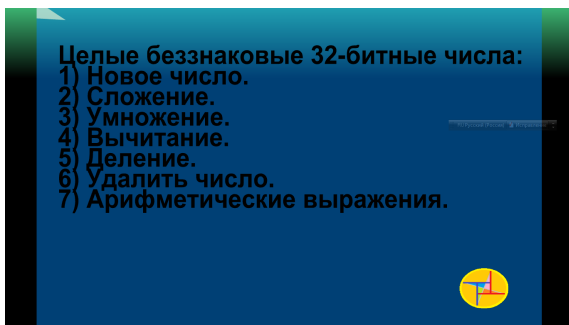 Целые беззнаковые 32-битные числа:
1) Новое число.
2) Сложение.
3) Умножение.
4) Вычитание.
5) Деление.
6) Удалить число.
7) Арифметические выражения.